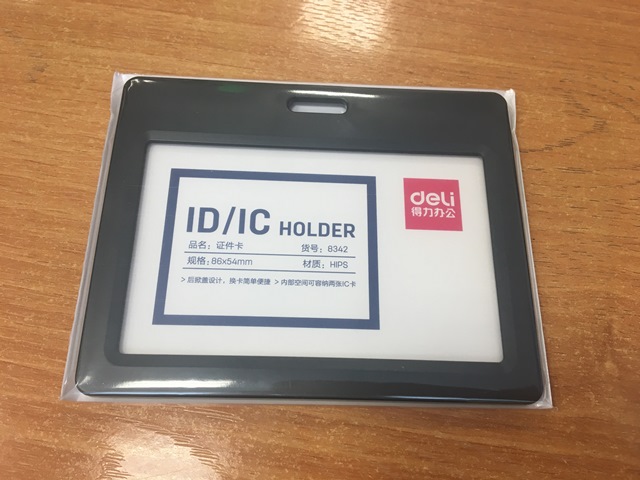 deli
得力办公
ID/IC HOLDER
品名：证件卡 货号：8342
规格：86x54mm 材质：HIPS
>后掀盖设计，换卡简单便捷 >内部空间可容纳两张IC卡